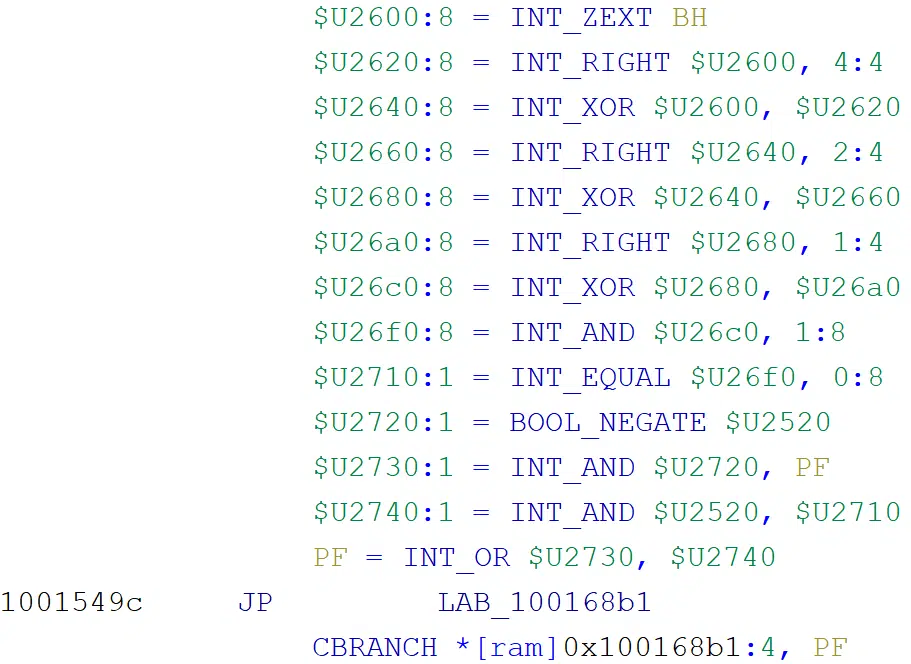 $U2600:8 = INT_ZEXT BH
$U2620:8 = INT_RIGHT $U2600, 4:4
$U2640:8 = INT_XOR $U2600, $U2620
$U2660:8 = INT_RIGHT $U2640, 2:4
$U2680:8 = INT_XOR $U2640, $U2660
$U26a0:8 = INT_RIGHT $U2680, 1:4
$U26c0:8 = INT_XOR $U2680, $U26a0
$U26f0:8 = INT_AND $U26c0, 1:8
$U2710:1 = INT_EQUAL $U26f0, 0:8
$U2720:1 = BOOL_NEGATE $U2520
$U2730:1 = INT_AND $U2720, PF
$U2740:1 = INT_AND $U2520, $U2710
PF = INT_OR $U2730, $U2740
1001549c JP LAB_100168b1
CBRANCH *[ram]0x100168b1:4, PF